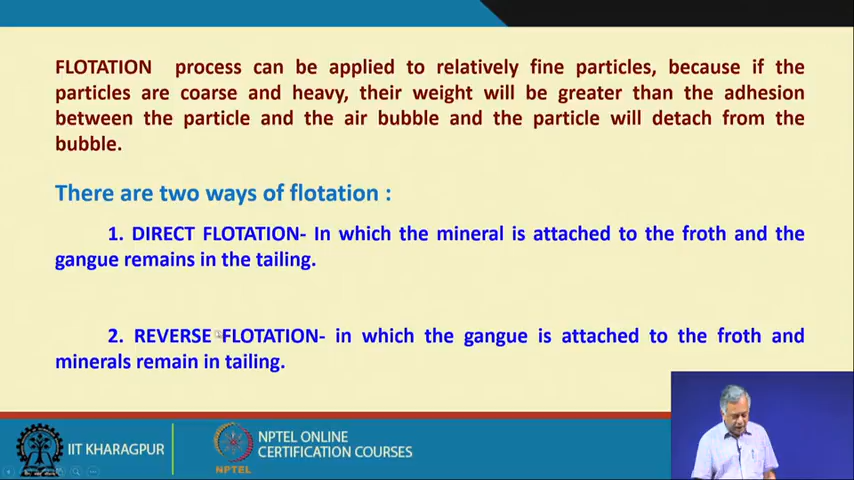 FLOTATION process can be applied to relatively fine particles, because if the
particles are coarse and heavy, their weight will be greater than the adhesion
between the particle and the air bubble and the particle will detach from the
bubble.
There are two ways of flotation :
1. DIRECT FLOTATION- In which the mineral is attached to the froth and the
gangue remains in the tailing.
2. REVERSE FLOTATION- in which the gangue is attached to the froth and
minerals remain in tailing.
IIT KHARAGPUR
NPTEL
NPTEL ONLINE
CERTIFICATION COURSES